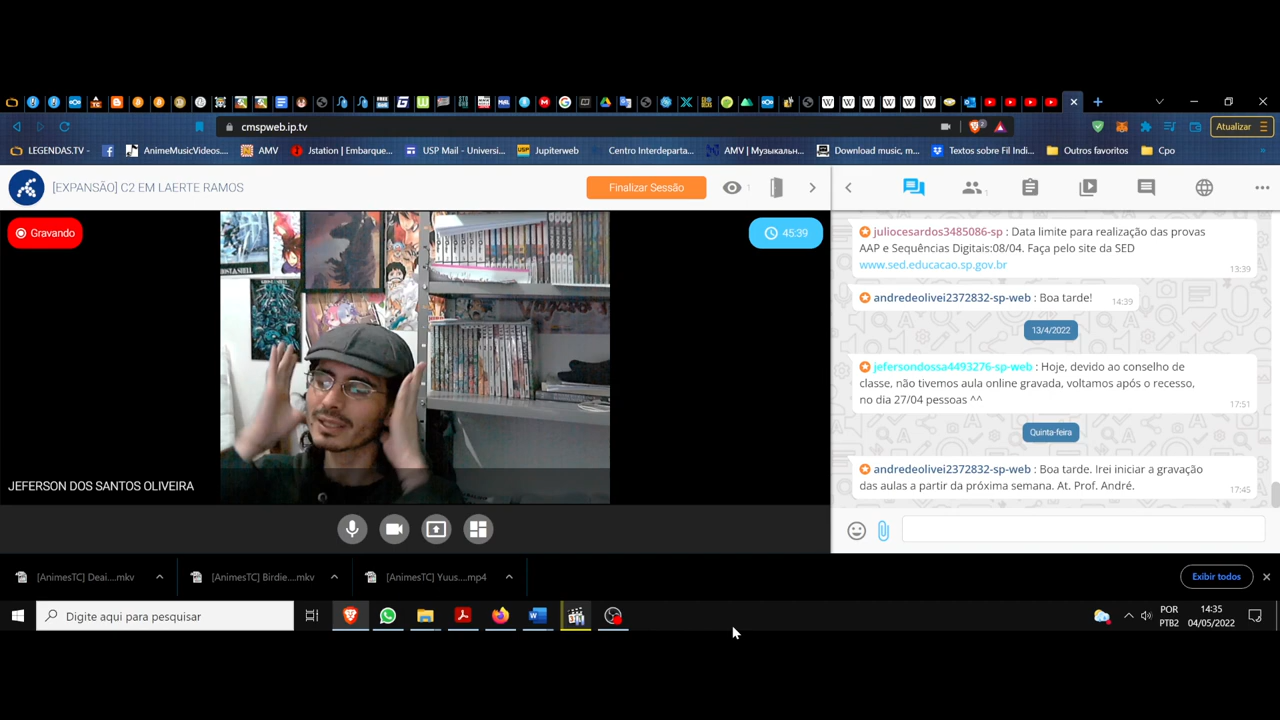 cmspweb.ip.tv
Atualizar
LEGENDAS.TV -
AnimeMusicVideos....
AMV
Jstation | Embarque...
USP Mail - Universi...
Jupiterweb
Centro Interdeparta...
Download music, m...
Textos sobre Fil Indi...
Outros favoritos
Cpo
[EXPANSÃO] C2 EM LAERTE RAMOS
Finalizar Sessão
1
1
Gravando
45:39
JEFERSON DOS SANTOS OLIVEIRA
juliocesardos3485086-sp : Data limite para realização das provas
AAP e Sequências Digitais:08/04. Faça pelo site da SED
www.sed.educacao.sp.gov.br
13:39
andredeolivei2372832-sp-web : Boa tarde!
14:39
13/4/2022
jefersondossa4493276-sp-web : Hoje, devido ao conselho de
classe, não tivemos aula online gravada, voltamos após o recesso,
no dia 27/04 pessoas ^^
17:51
Quinta-feira
andredeolivei2372832-sp-web : Boa tarde. Irei iniciar a gravação
das aulas a partir da próxima semana. At. Prof. André.
17:45
[AnimesTC] Deai....mkv
[AnimesTC] Birdie....mkv
[AnimesTC] Yuus....mp4
Exibir todos
Digite aqui para pesquisar
POR
PTB2
14:35
04/05/2022